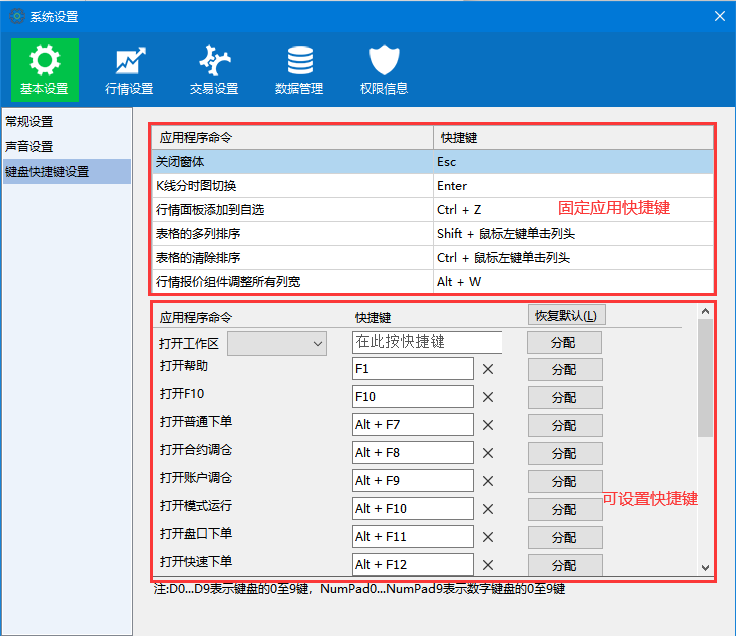 系统设置
基本设置 行情设置 交易设置 数据管理 权限信息
常规设置
声音设置
键盘快捷键设置
应用程序命令 快捷键
关闭窗体 Esc
K线分时图切换 Enter
行情面板添加到自选 Ctrl + Z
固定应用快捷键
表格的多列排序 Shift + 鼠标左键单击列头
表格的清除排序 Ctrl + 鼠标左键单击列头
行情报价组件调整所有列宽 Alt + W
应用程序命令 快捷键 恢复默认(L)
打开工作区 在此按快捷键 分配
打开帮助 F1 分配
打开F10 F10 分配
打开普通下单 Alt + F7 分配
打开合约调仓 Alt + F8 分配
打开账户调仓 Alt + F9 分配
可设置快捷键
打开模式运行 Alt + F10 分配
打开盘口下单 Alt + F11 分配
打开快速下单 Alt + F12 分配
注:D0...D9表示键盘的0至9键，NumPad0...NumPad9表示数字键盘的0至9键